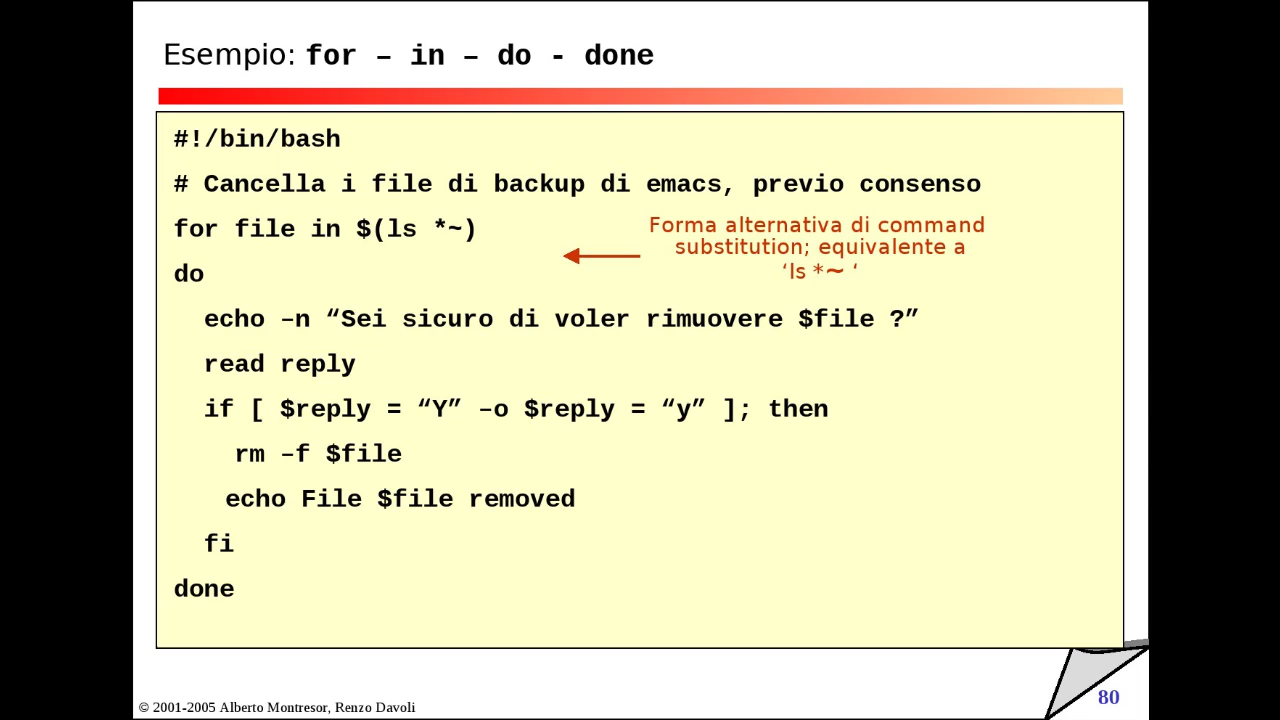 Esempio: for – in – do - done
#!/bin/bash
# Cancella i file di backup di emacs, previo consenso
for file in $(ls *~)
Forma alternativa di command
substitution; equivalente a
‘ls *~ ‘
do
echo –n “Sei sicuro di voler rimuovere $file ?”
read reply
if [ $reply = “Y” –o $reply = “y” ]; then
rm –f $file
echo File $file removed
fi
done
© 2001-2005 Alberto Montresor, Renzo Davoli
80